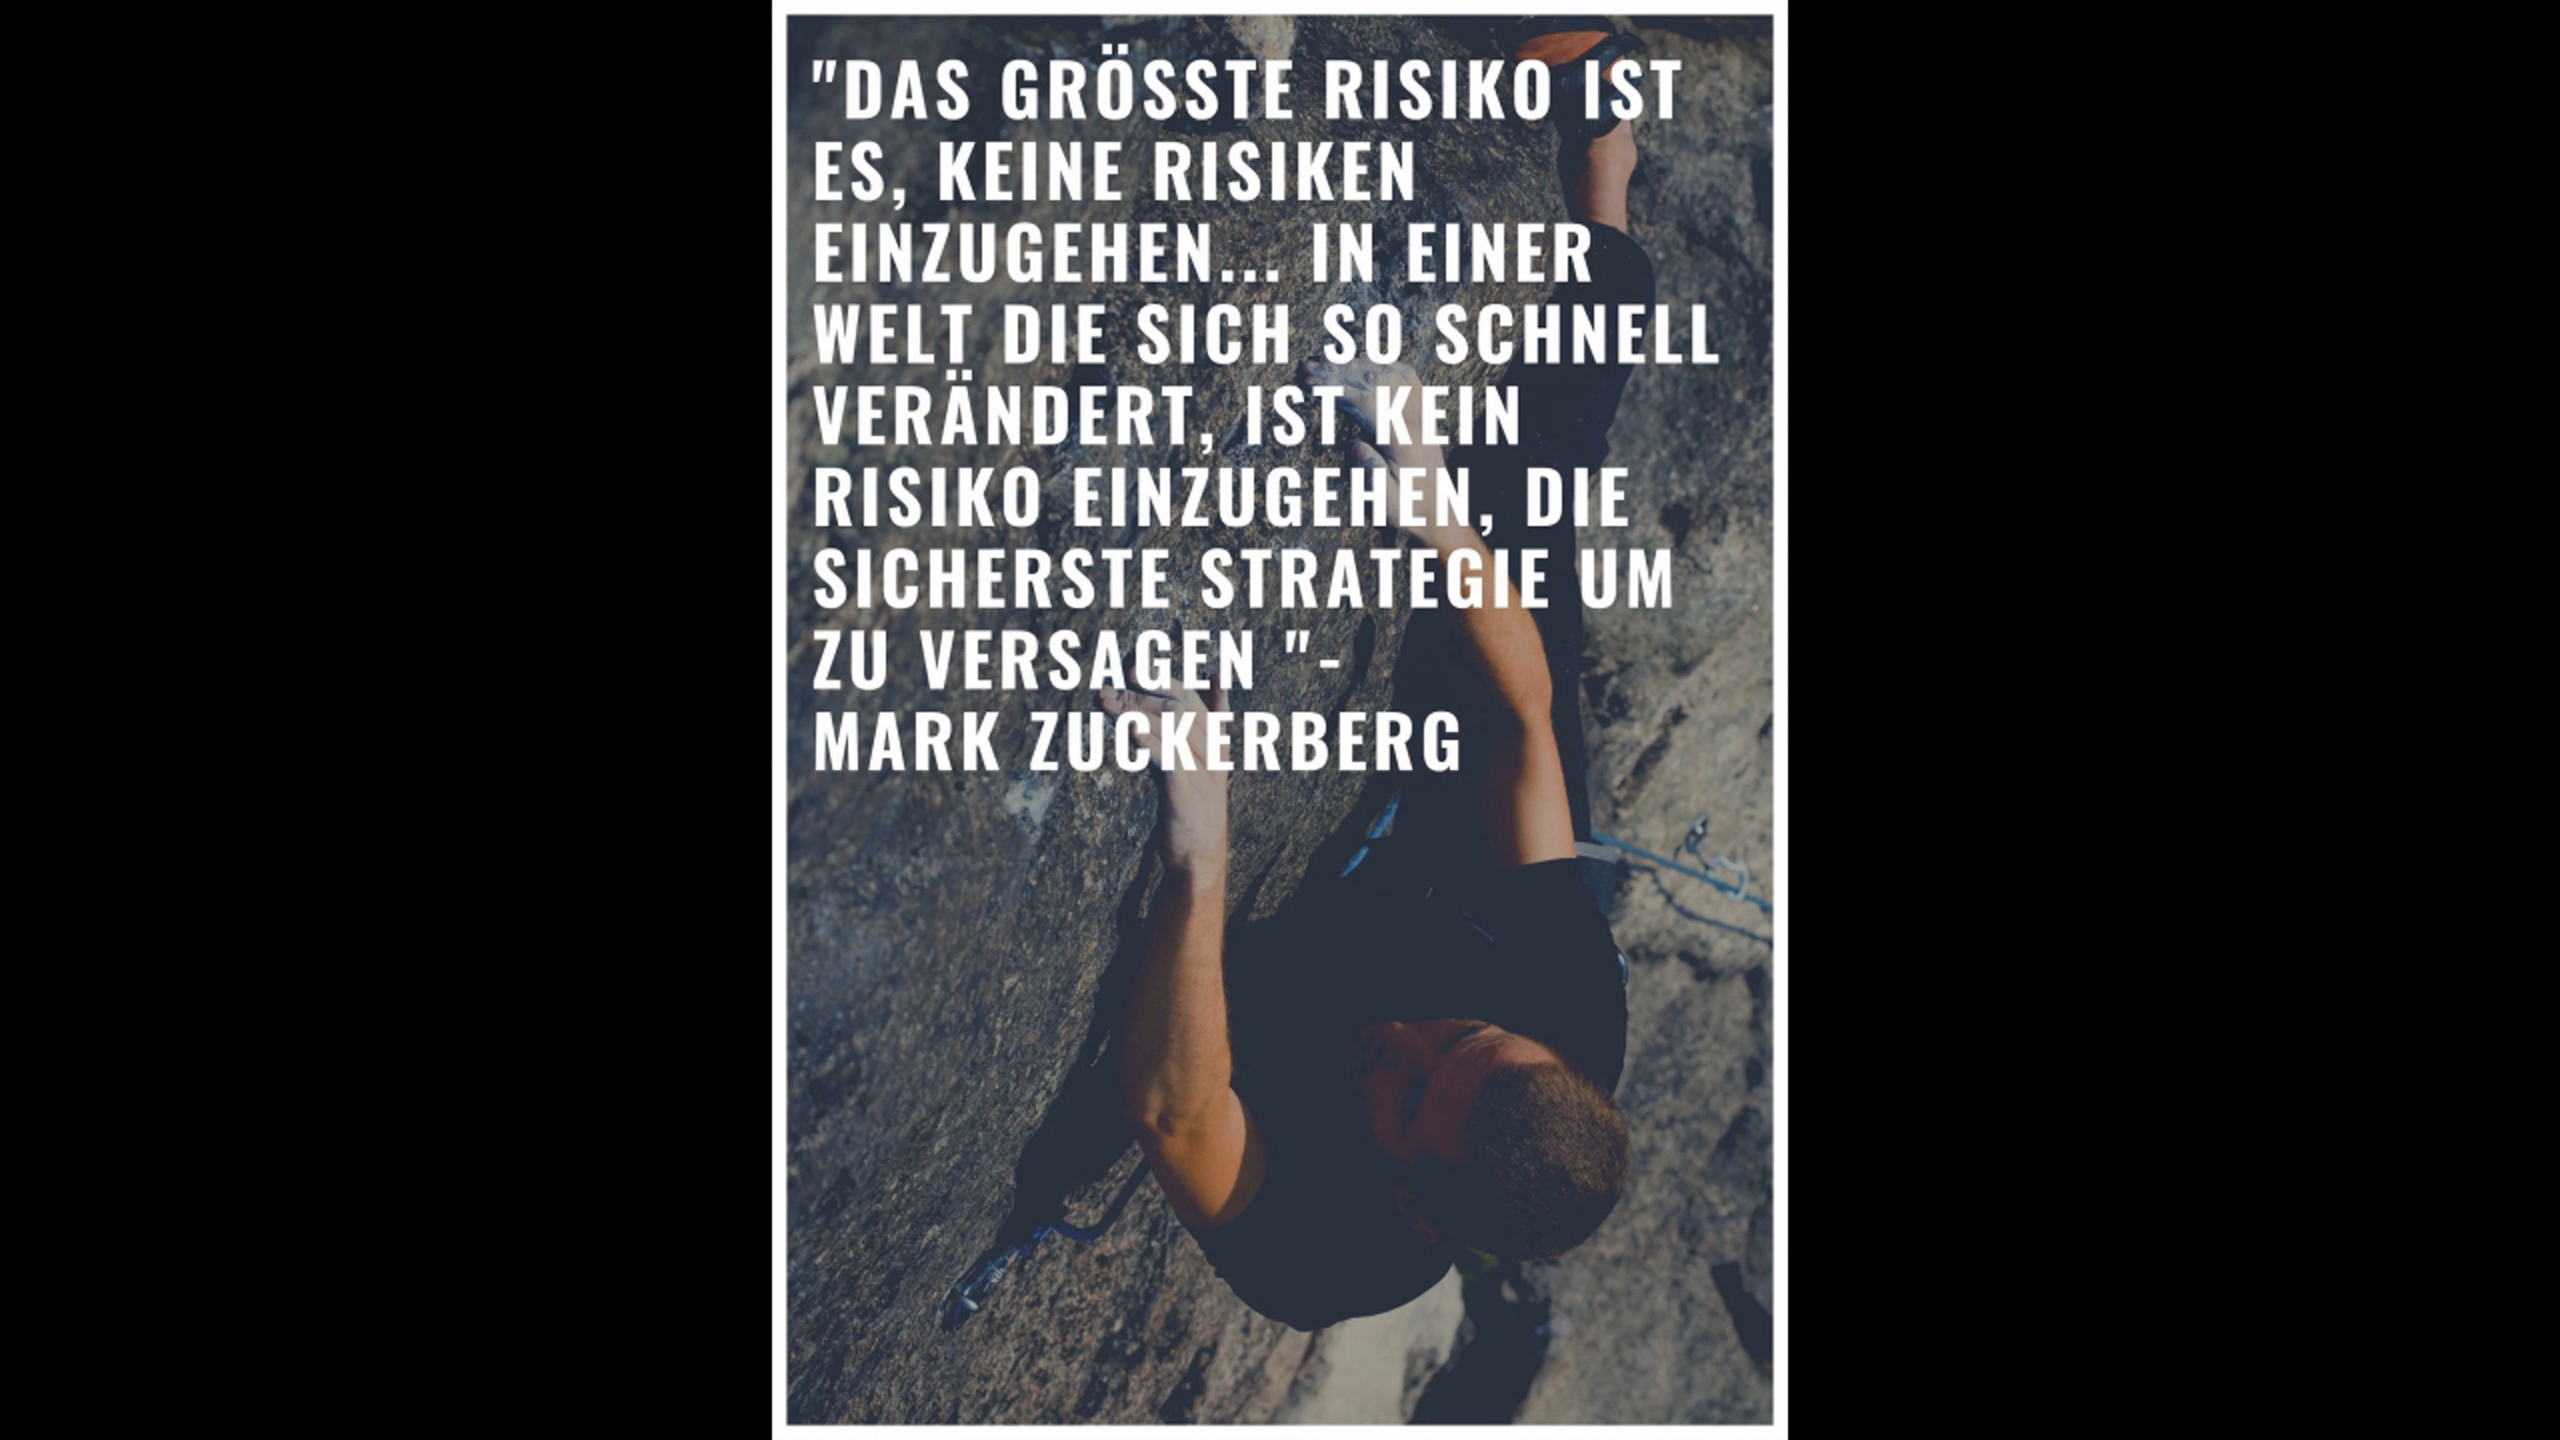 "DAS GRÖSSTE RISIKO IST
ES, KEINE RISIKEN
EINZUGEHEN... IN EINER
WELT DIE SICH SO SCHNELL
VERÄNDERT, IST KEIN
RISIKO EINZUGEHEN, DIE
SICHERSTE STRATEGIE UM
ZU VERSAGEN "-
MARK ZUCKERBERG